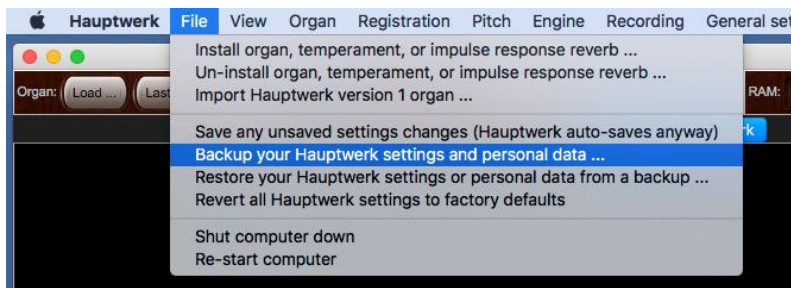 Hauptwerk File View Organ Registration Pitch Engine Recording General set
Install organ, temperament, or impulse response reverb ...
Un-install organ, temperament, or impulse response reverb ...
Organ: Load ... Last RAM:
Import Hauptwerk version 1 organ ...
Save any unsaved settings changes (Hauptwerk auto-saves anyway)
Backup your Hauptwerk settings and personal data ...
Restore your Hauptwerk settings or personal data from a backup ...
Revert all Hauptwerk settings to factory defaults
Shut computer down
Re-start computer